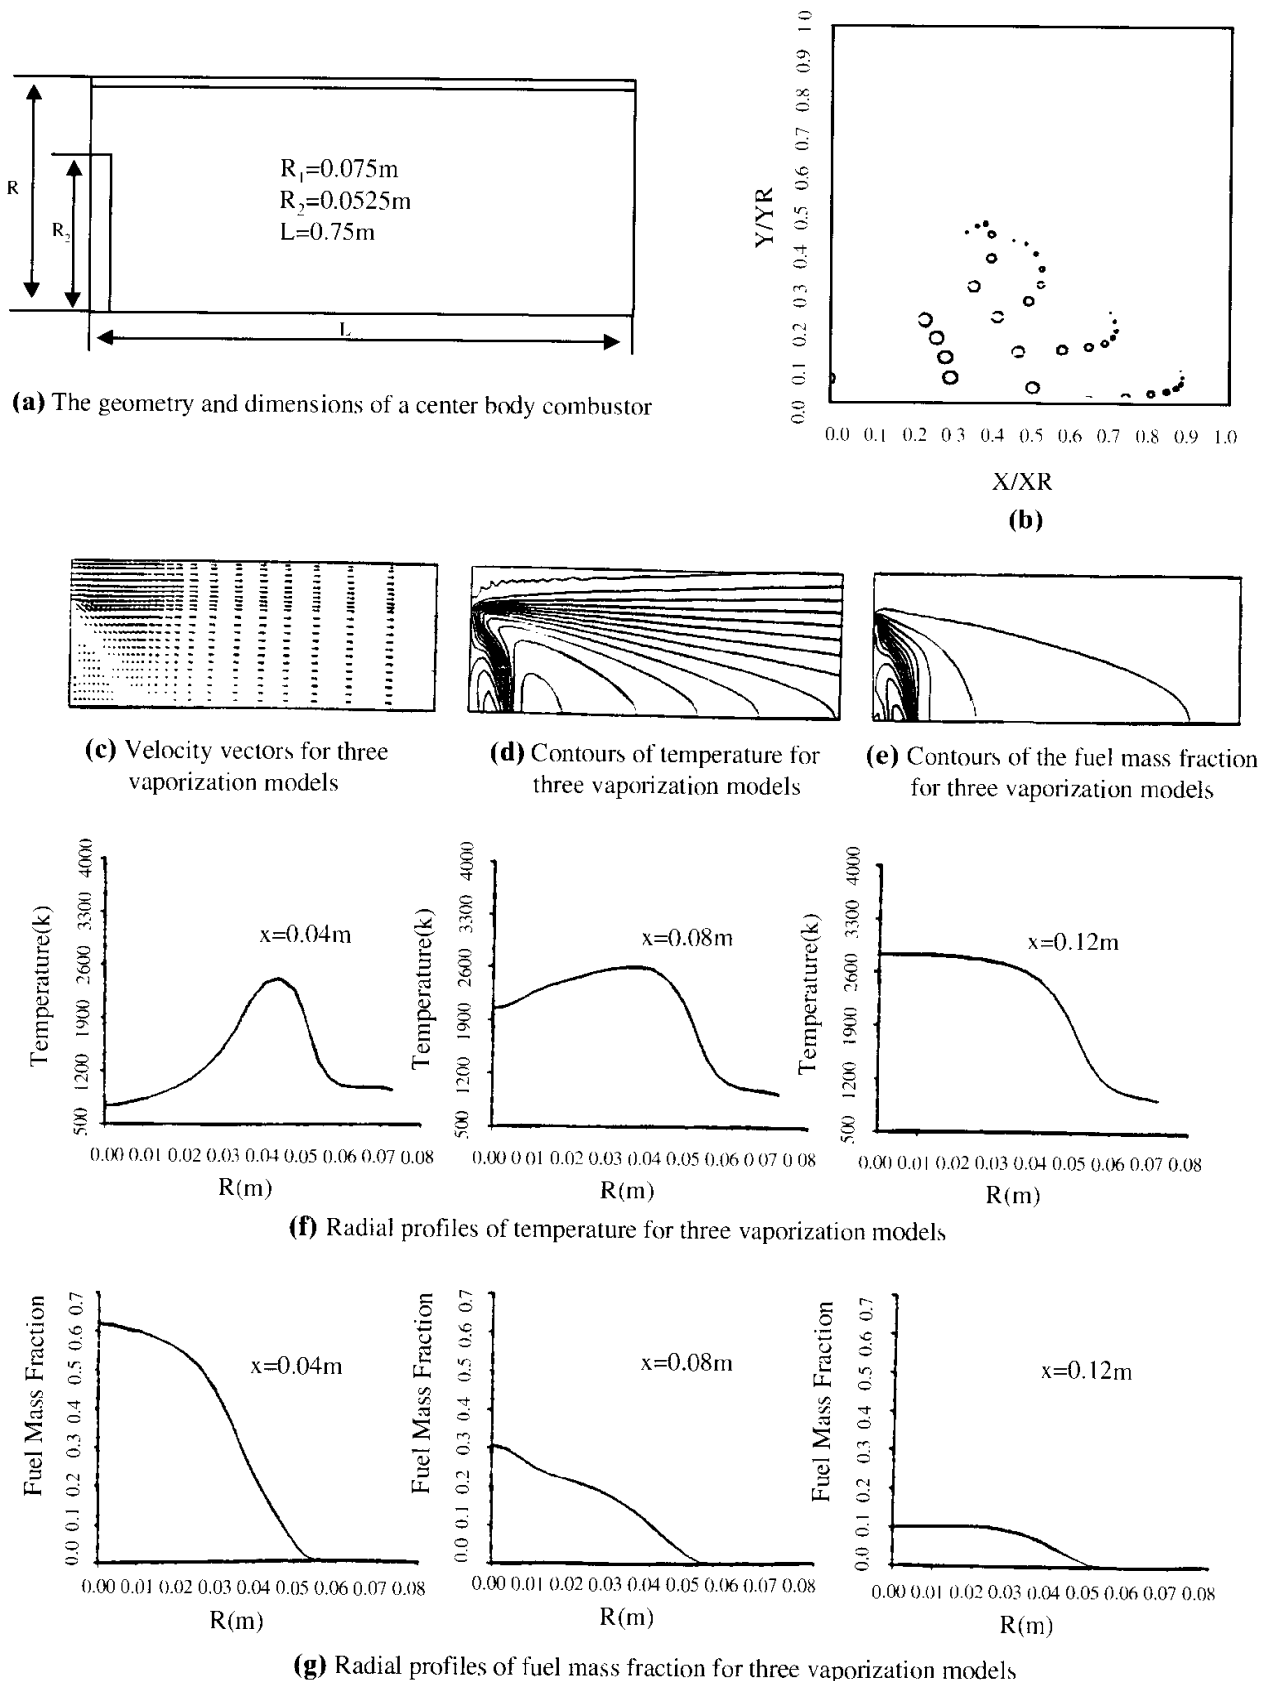 R
R₂
R₁=0.075m
R₂=0.0525m
L=0.75m
L
(a) The geometry and dimensions of a center body combustor
Y/YR
0.0 0.1 0.2 0.3 0.4 0.5 0.6 0.7 0.8 0.9 1 0
0.0 0.1 0.2 0 3 0.4 0.5 0.6 0.7 0.8 0.9 1.0
X/XR
(b)
(c) Velocity vectors for three
vaporization models
(d) Contours of temperature for
three vaporization models
(e) Contours of the fuel mass fraction
for three vaporization models
Temperature(k)
500 1200 1900 2600 3300 4000
x=0.04m
0.00 0.01 0.02 0.03 0.04 0.05 0.06 0.07 0.08
R(m)
Temperature(k)
500 1200 1900 2600 3300 4000
x=0.08m
0.00 0 01 0.02 0.03 0.04 0.05 0.06 0 07 0 08
R(m)
Temperature(k)
500 1200 1900 2600 3300 4000
x=0.12m
0.00 0.01 0.02 0.03 0.04 0.05 0.06 0.07 0.08
R(m)
(f) Radial profiles of temperature for three vaporization models
Fuel Mass Fraction
0.0 0.1 0.2 0.3 0.4 0.5 0.6 0.7
x=0.04m
0.00 0.01 0.02 0.03 0.04 0.05 0.06 0.07 0.08
R(m)
Fuel Mass Fraction
0.0 0.1 0.2 0.3 0.4 0.5 0.6 0.7
x=0.08m
0.00 0.01 0.02 0.03 0.04 0.05 0.06 0.07 0.08
R(m)
Fuel Mass Fraction
0.0 0.1 0.2 0.3 0.4 0.5 0.6 0.7
x=0.12m
0.00 0.01 0.02 0.03 0.04 0.05 0.06 0.07 0.08
R(m)
(g) Radial profiles of fuel mass fraction for three vaporization models